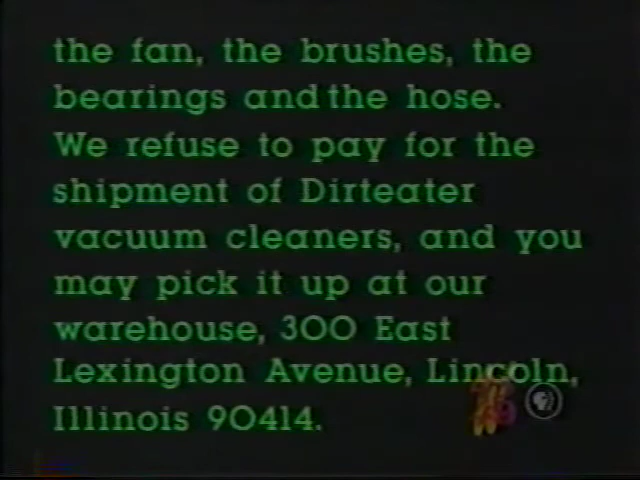 the fan, the brushes, the
bearings and the hose.
We refuse to pay for the
shipment of Dirteater
vacuum cleaners, and you
may pick it up at our
warehouse, 300 East
Lexington Avenue, Lincoln,
Illinois 90414.